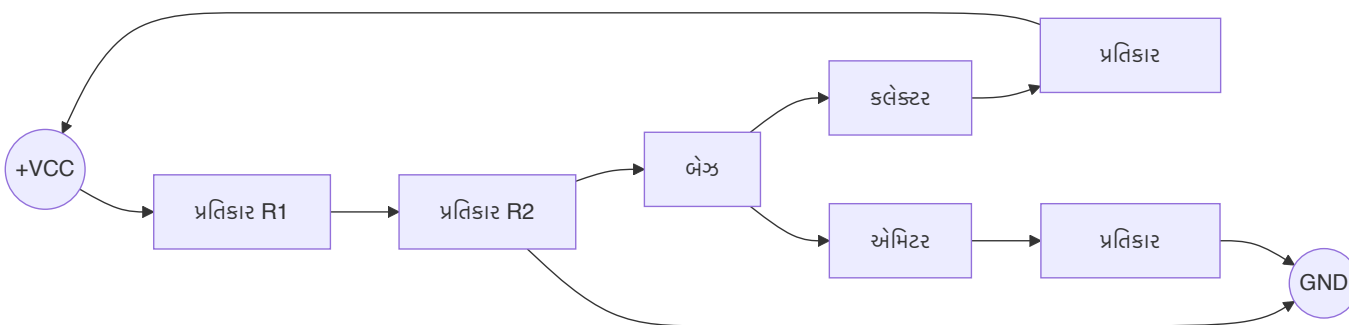 પ્રતિકાર
કલેક્ટર
+VCC
બેઝ
પ્રતિકાર R1
પ્રતિકાર R2
એમિટર
પ્રતિકાર
GND